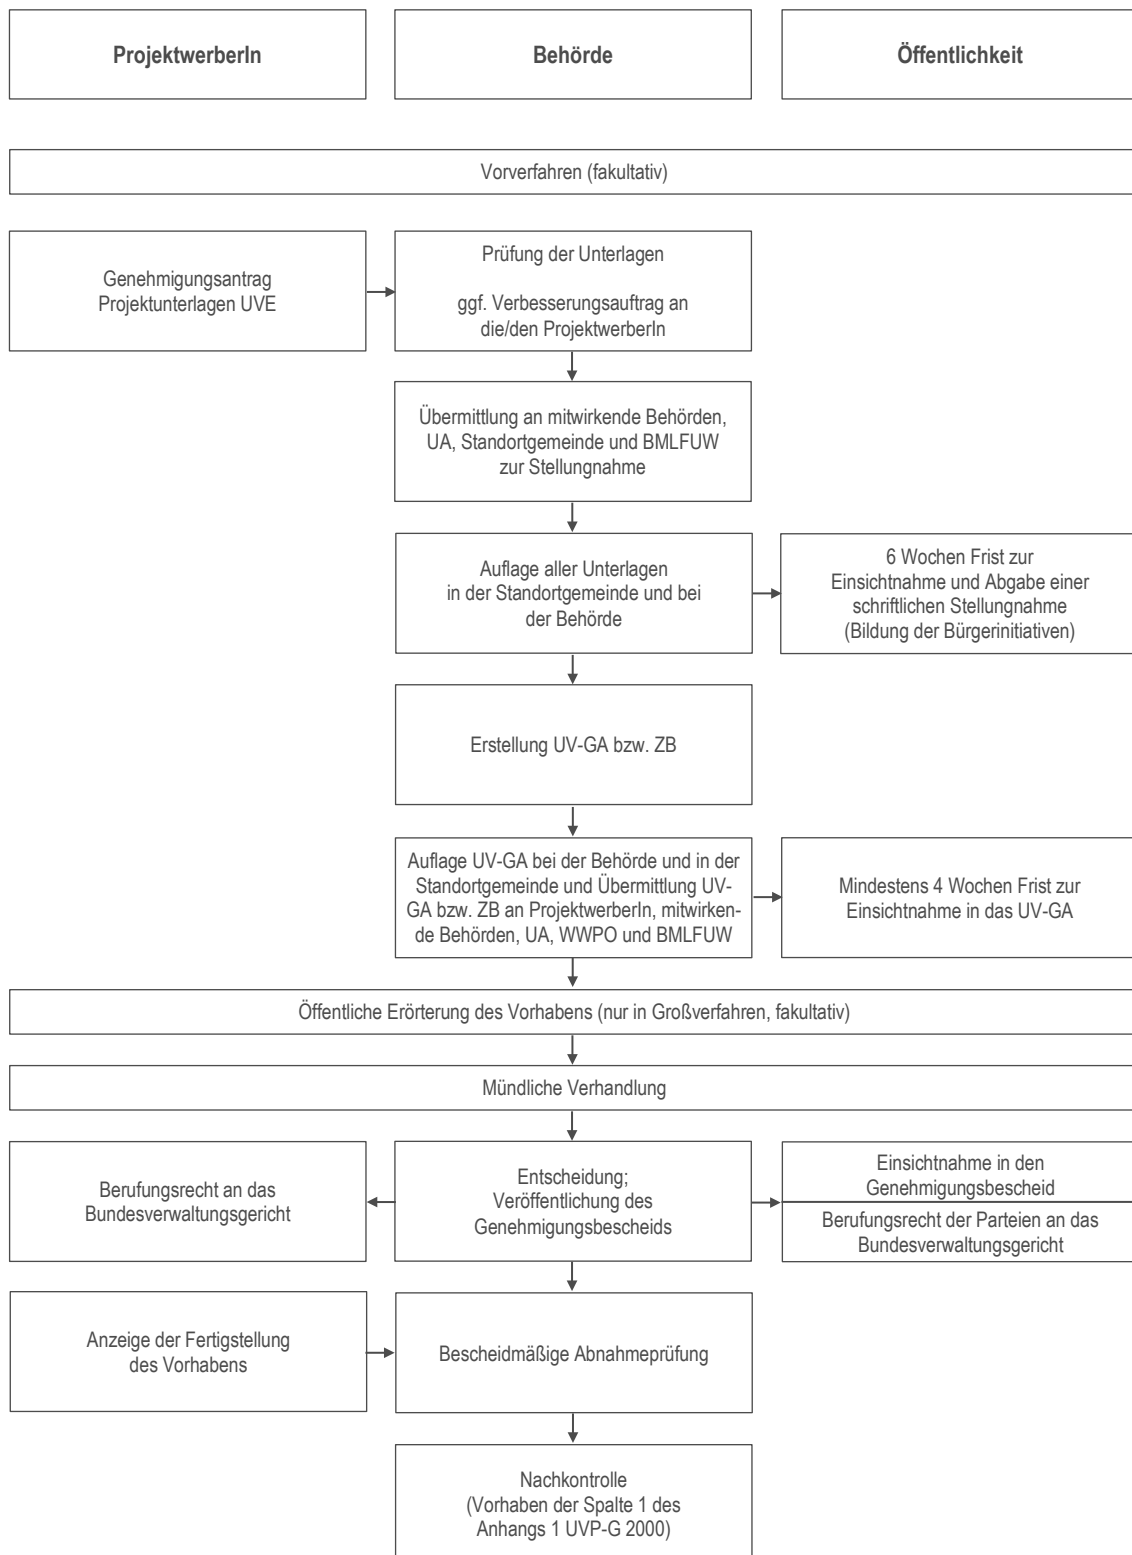 ProjektwerberIn
Behörde
Öffentlichkeit
Vorverfahren (fakultativ)
Genehmigungsantrag
Projektunterlagen UVE
Prüfung der Unterlagen
ggf. Verbesserungsauftrag an
die/den ProjektwerberIn
Übermittlung an mitwirkende Behörden,
UA, Standortgemeinde und BMLFUW
zur Stellungnahme
Auflage aller Unterlagen
in der Standortgemeinde und bei
der Behörde
6 Wochen Frist zur
Einsichtnahme und Abgabe einer
schriftlichen Stellungnahme
(Bildung der Bürgerinitiativen)
Erstellung UV-GA bzw. ZB
Auflage UV-GA bei der Behörde und in der
Standortgemeinde und Übermittlung UV-
GA bzw. ZB an ProjektwerberIn, mitwirken-
de Behörden, UA, WWPO und BMLFUW
Mindestens 4 Wochen Frist zur
Einsichtnahme in das UV-GA
Öffentliche Erörterung des Vorhabens (nur in Großverfahren, fakultativ)
Mündliche Verhandlung
Berufungsrecht an das
Bundesverwaltungsgericht
Entscheidung;
Veröffentlichung des
Genehmigungsbescheids
Einsichtnahme in den
Genehmigungsbescheid
Berufungsrecht der Parteien an das
Bundesverwaltungsgericht
Anzeige der Fertigstellung
des Vorhabens
Bescheidmäßige Abnahmeprüfung
Nachkontrolle
(Vorhaben der Spalte 1 des
Anhangs 1 UVP-G 2000)